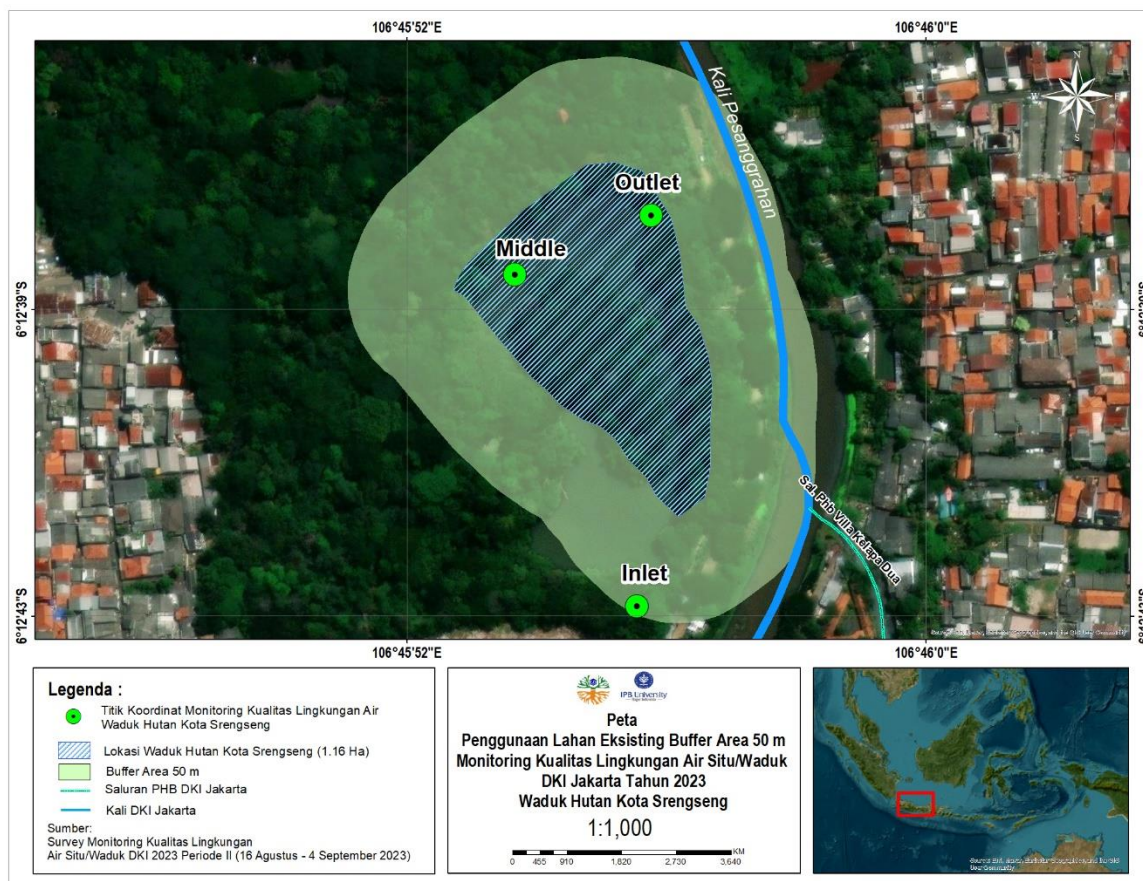 106°45'52"E
106°46'0"E
6°12'39"S
6°12'43"S
6°12'43"S
106°45'52"E
106°46'0"E
N
S
Kali Pesanggrahan
Outlet
Middle
Inlet
Sal. Phb Villa Kelapa Dua
Legenda :
Titik Koordinat Monitoring Kualitas Lingkungan Air
Waduk Hutan Kota Srengseng
Lokasi Waduk Hutan Kota Srengseng (1.16 Ha)
Buffer Area 50 m
Saluran PHB DKI Jakarta
Kali DKI Jakarta
Sumber:
Survey Monitoring Kualitas Lingkungan
Air Situ/Waduk DKI 2023 Periode II (16 Agustus - 4 September 2023)
IPB University
Peta
Penggunaan Lahan Eksisting Buffer Area 50 m
Monitoring Kualitas Lingkungan Air Situ/Waduk
DKI Jakarta Tahun 2023
Waduk Hutan Kota Srengseng
1:1,000
KM
0 455 910 1,820 2,730 3,640